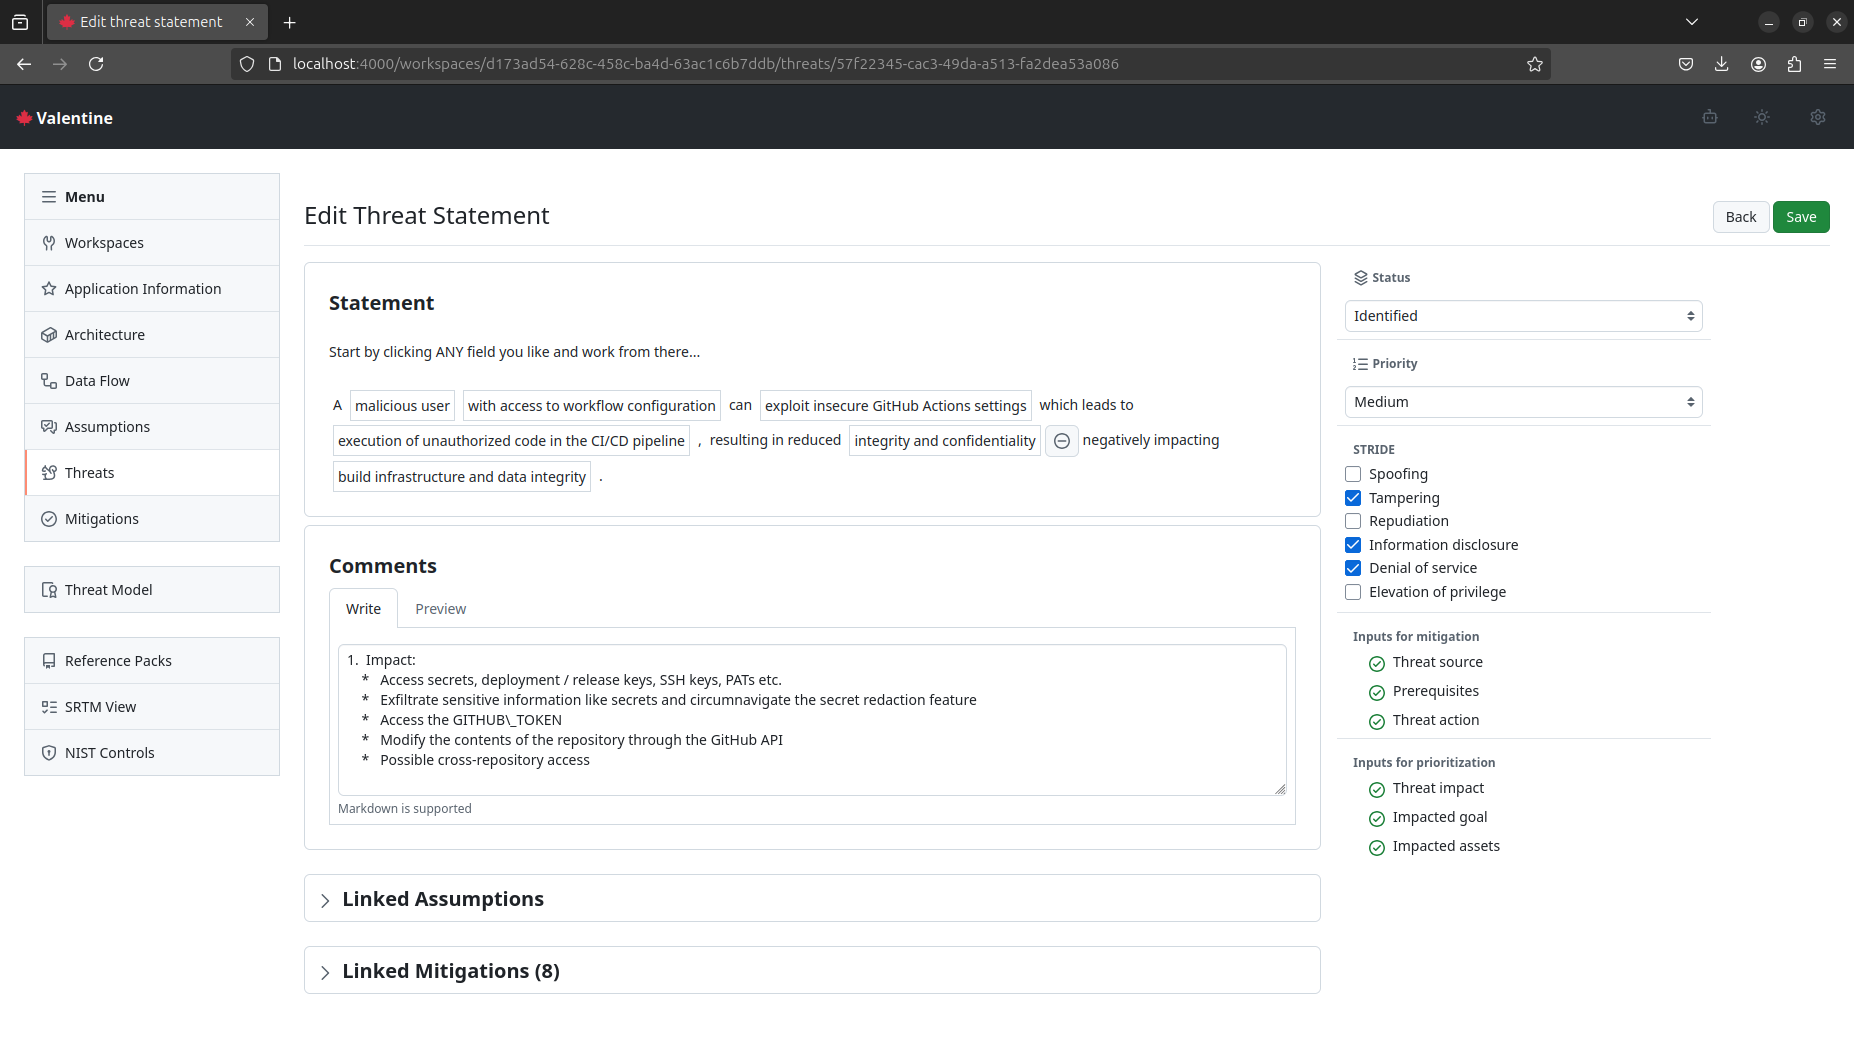 Edit threat statement
localhost:4000/workspaces/d173ad54-628c-458c-ba4d-63ac1c6b7ddb/threats/57f22345-cac3-49da-a513-fa2dea53a086
Valentine
Menu
Workspaces
Application Information
Architecture
Data Flow
Assumptions
Threats
Mitigations
Threat Model
Reference Packs
SRTM View
NIST Controls
Edit Threat Statement
Back
Save
Statement
Start by clicking ANY field you like and work from there...
A malicious user with access to workflow configuration can exploit insecure GitHub Actions settings which leads to
execution of unauthorized code in the CI/CD pipeline , resulting in reduced integrity and confidentiality negatively impacting
build infrastructure and data integrity .
Comments
Write Preview
1. Impact:
* Access secrets, deployment / release keys, SSH keys, PATs etc.
* Exfiltrate sensitive information like secrets and circumnavigate the secret redaction feature
* Access the GITHUB\_TOKEN
* Modify the contents of the repository through the GitHub API
* Possible cross-repository access
Markdown is supported
Linked Assumptions
Linked Mitigations (8)
Status
Identified
Priority
Medium
STRIDE
Spoofing
Tampering
Repudiation
Information disclosure
Denial of service
Elevation of privilege
Inputs for mitigation
Threat source
Prerequisites
Threat action
Inputs for prioritization
Threat impact
Impacted goal
Impacted assets